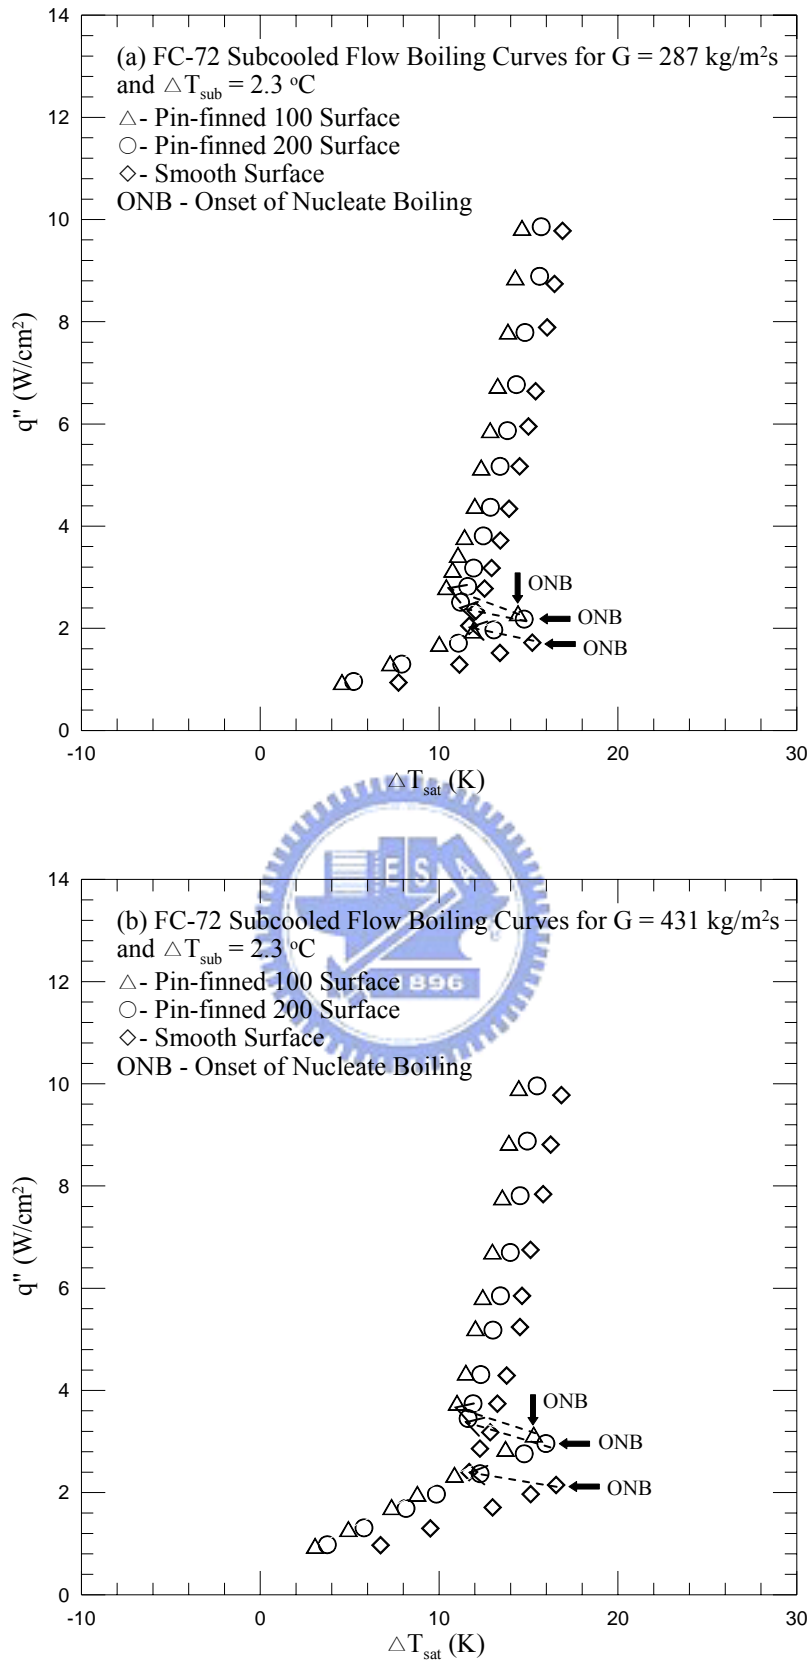 14
(a) FC-72 Subcooled Flow Boiling Curves for G = 287 kg/m²s
and △T_sub = 2.3 °C
△ - Pin-finned 100 Surface
○ - Pin-finned 200 Surface
◇ - Smooth Surface
ONB - Onset of Nucleate Boiling
12
10
8
q" (W/cm²)
6
4
ONB
ONB
ONB
2
0
-10 0 10 20 30
△T_sat (K)
E S A
1896
14
(b) FC-72 Subcooled Flow Boiling Curves for G = 431 kg/m²s
and △T_sub = 2.3 °C
△ - Pin-finned 100 Surface
○ - Pin-finned 200 Surface
◇ - Smooth Surface
ONB - Onset of Nucleate Boiling
12
10
8
q" (W/cm²)
6
4
ONB
ONB
ONB
2
0
-10 0 10 20 30
△T_sat (K)